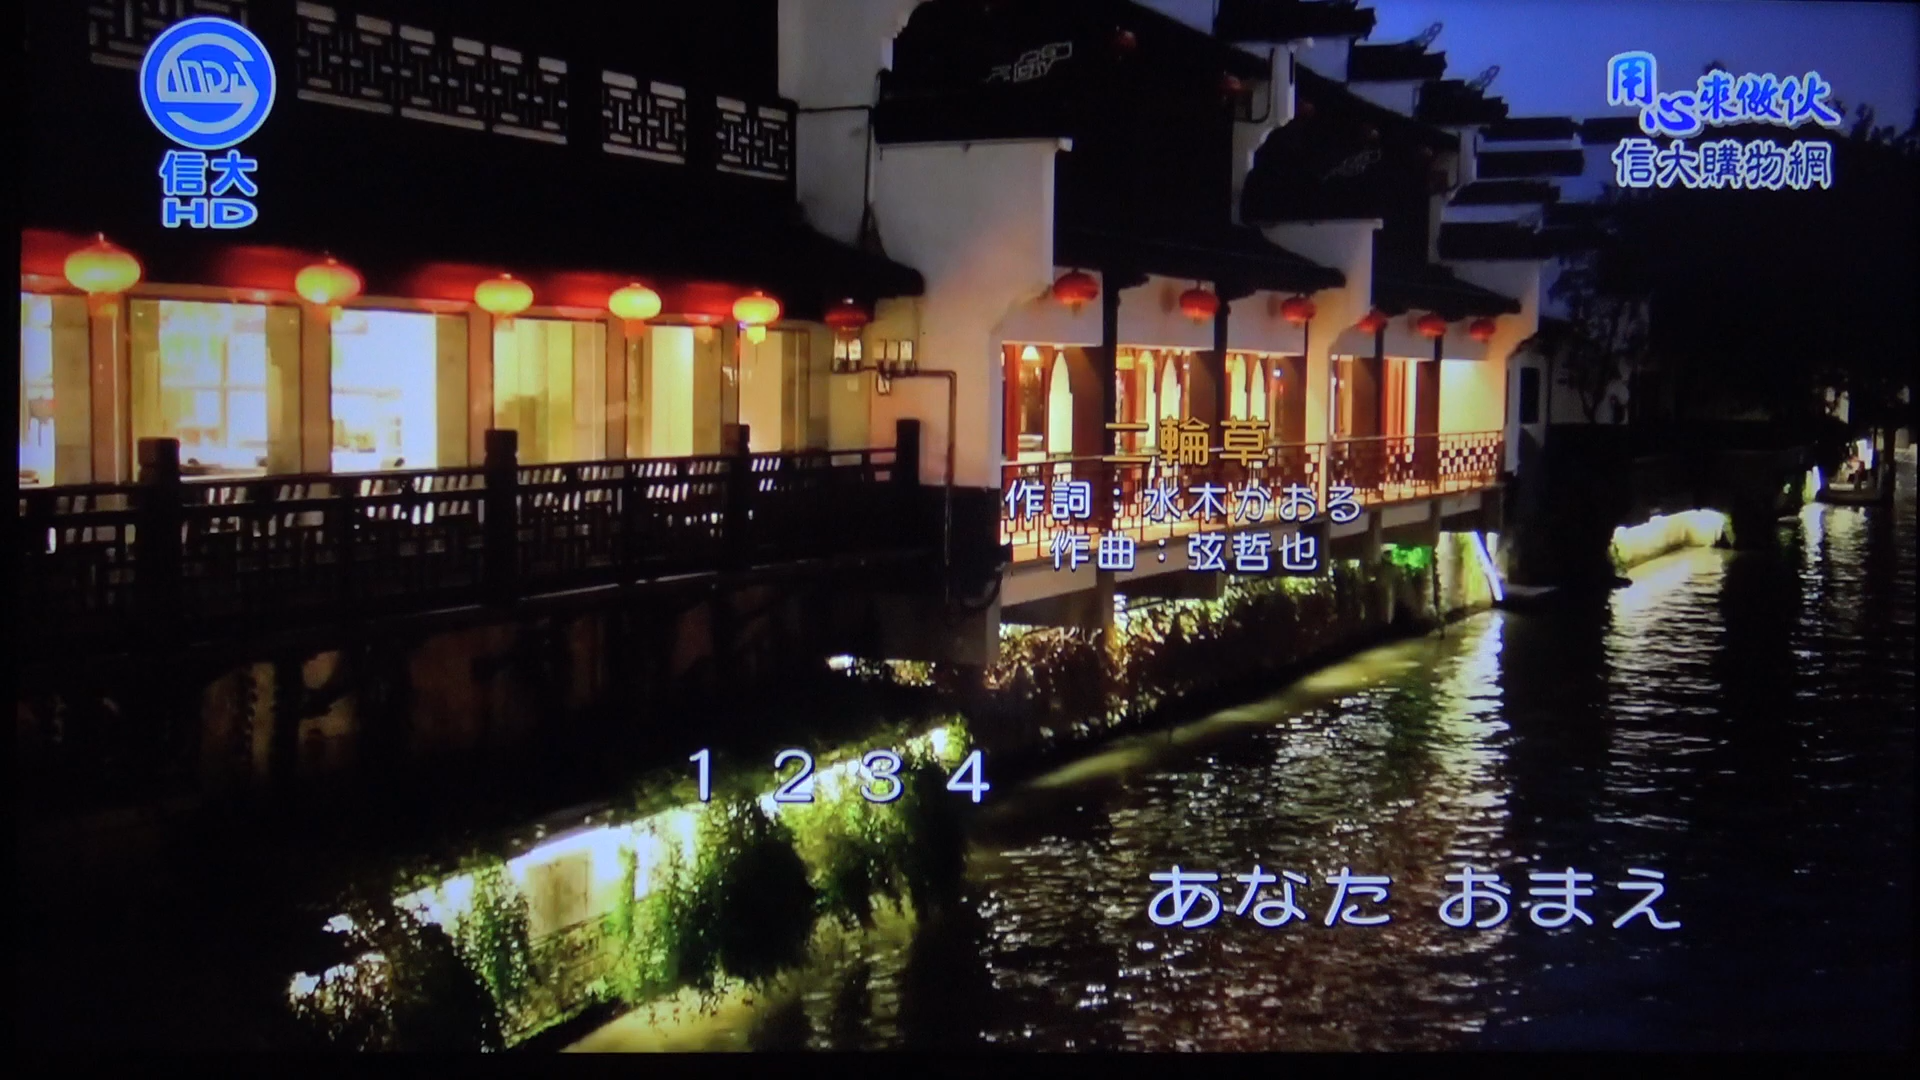 SINDA
信大
HD
用心來做伙
信大購物網
二輪草
作詞：水木かおる
作曲：弦哲也
1 2 3 4
あなた おまえ